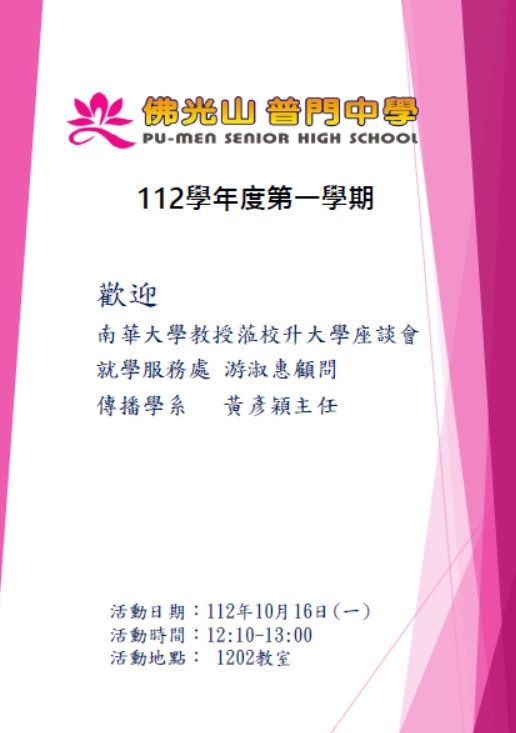 佛光山 普門中學
PU-MEN SENIOR HIGH SCHOOL
112學年度第一學期
歡迎
南華大學教授蒞校升大學座談會
就學服務處 游淑惠顧問
傳播學系 黃彥穎主任
活動日期：112年10月16日(一)
活動時間：12:10-13:00
活動地點： 1202教室